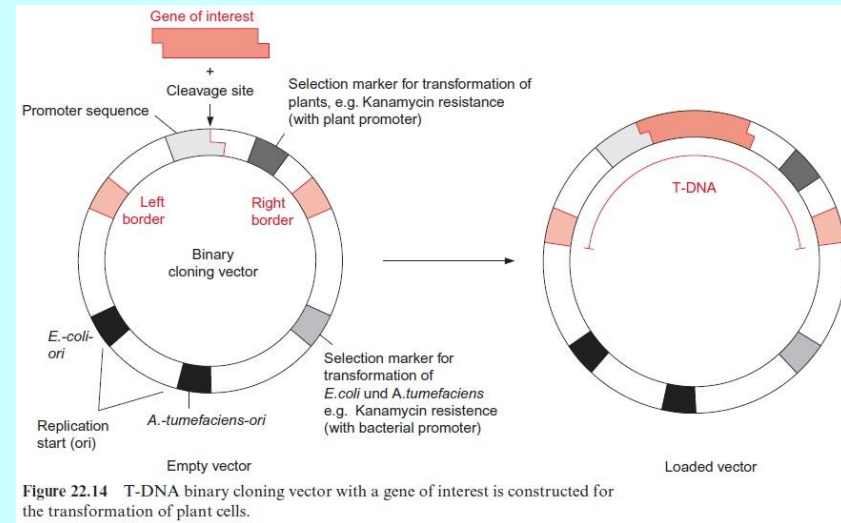 Gene of interest
+
Cleavage site
Promoter sequence
Selection marker for transformation of
plants, e.g. Kanamycin resistance
(with plant promoter)
Left
border
Right
border
Binary
cloning vector
T-DNA
E.-coli-
ori
A.-tumefaciens-ori
Replication
start (ori)
Selection marker for
transformation of
E.coli und A.tumefaciens
e.g. Kanamycin resistence
(with bacterial promoter)
Empty vector
Loaded vector
Figure 22.14 T-DNA binary cloning vector with a gene of interest is constructed for
the transformation of plant cells.